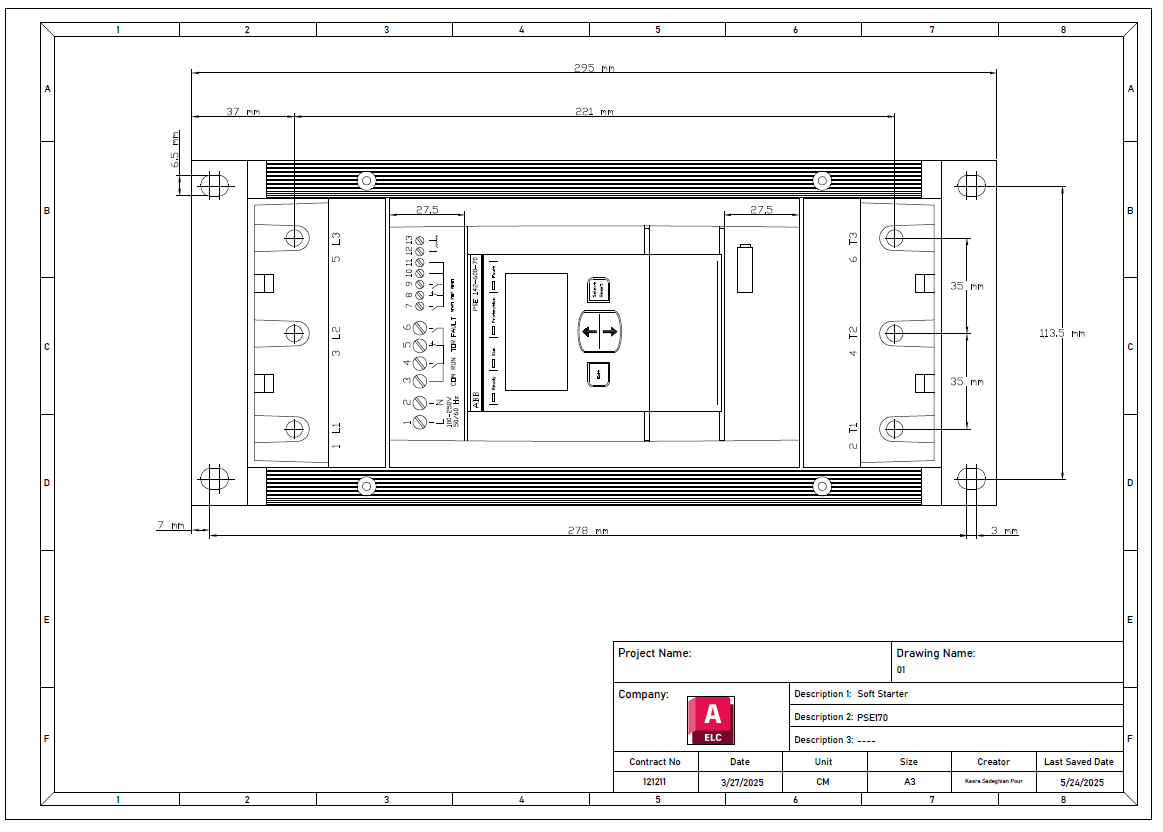 1 2 3 4 5 6 7 8
A A
B B
C C
D D
E E
F F
295 mm
37 mm 221 mm
6.5 mm
27.5 27.5
13
12
11
10
9
8
7
6
5
4
3
2
1
COM RUN TOR FAULT
N
L
100-250V
50/60 Hz
5 L3
3 L2
1 L1
PSE 142-600-70
ABB
Fault
Protection
Run
Ready
Exit
6 T3
4 T2
2 T1
35 mm
35 mm
113.5 mm
7 mm 278 mm 3 mm
Project Name: Drawing Name:
01
Company: A ELC
Description 1: Soft Starter
Description 2: PSE170
Description 3: ----
Contract No Date Unit Size Creator Last Saved Date
121211 3/27/2025 CM A3 Kasra Sadeghian Pour 5/24/2025
1 2 3 4 5 6 7 8